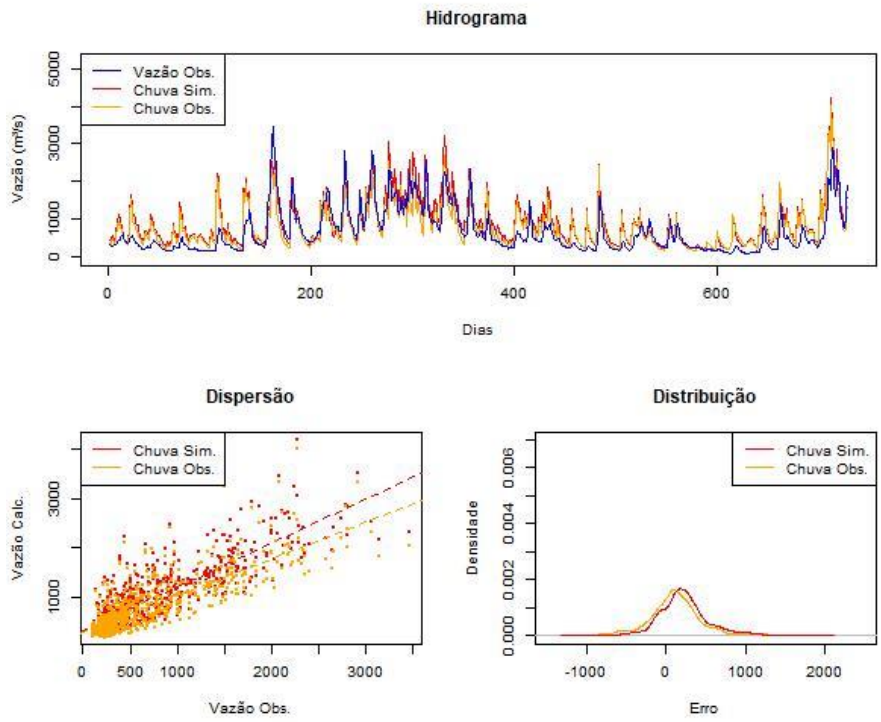 Hidrograma
Vazão (m³/s)
5000
3000
1000
0
Vazão Obs.
Chuva Sim.
Chuva Obs.
0 200 400 600
Dias
Dispersão
Vazão Calc.
3000
1000
Chuva Sim.
Chuva Obs.
0 500 1000 2000 3000
Vazão Obs.
Distribuição
Densidade
0.006
0.004
0.002
0.000
Chuva Sim.
Chuva Obs.
-1000 0 1000 2000
Erro